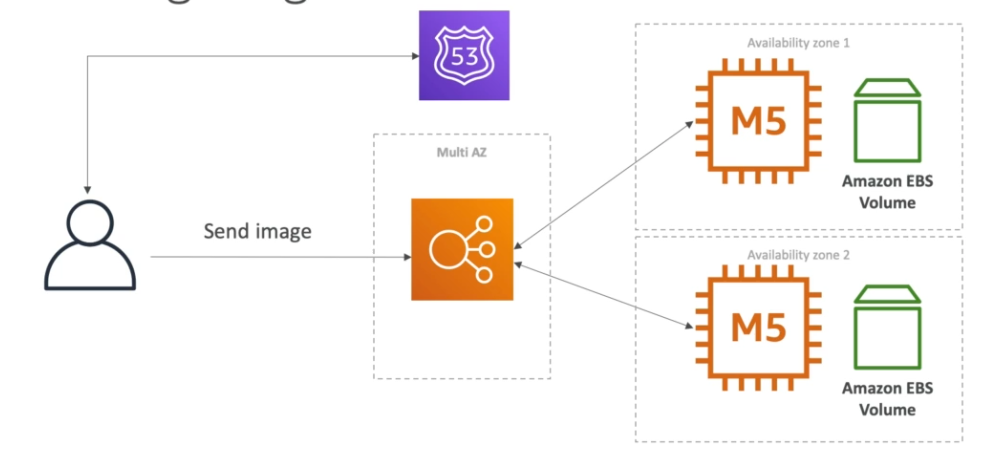 53
Availability zone 1
M5
Amazon EBS
Volume
Multi AZ
Send image
Availability zone 2
M5
Amazon EBS
Volume